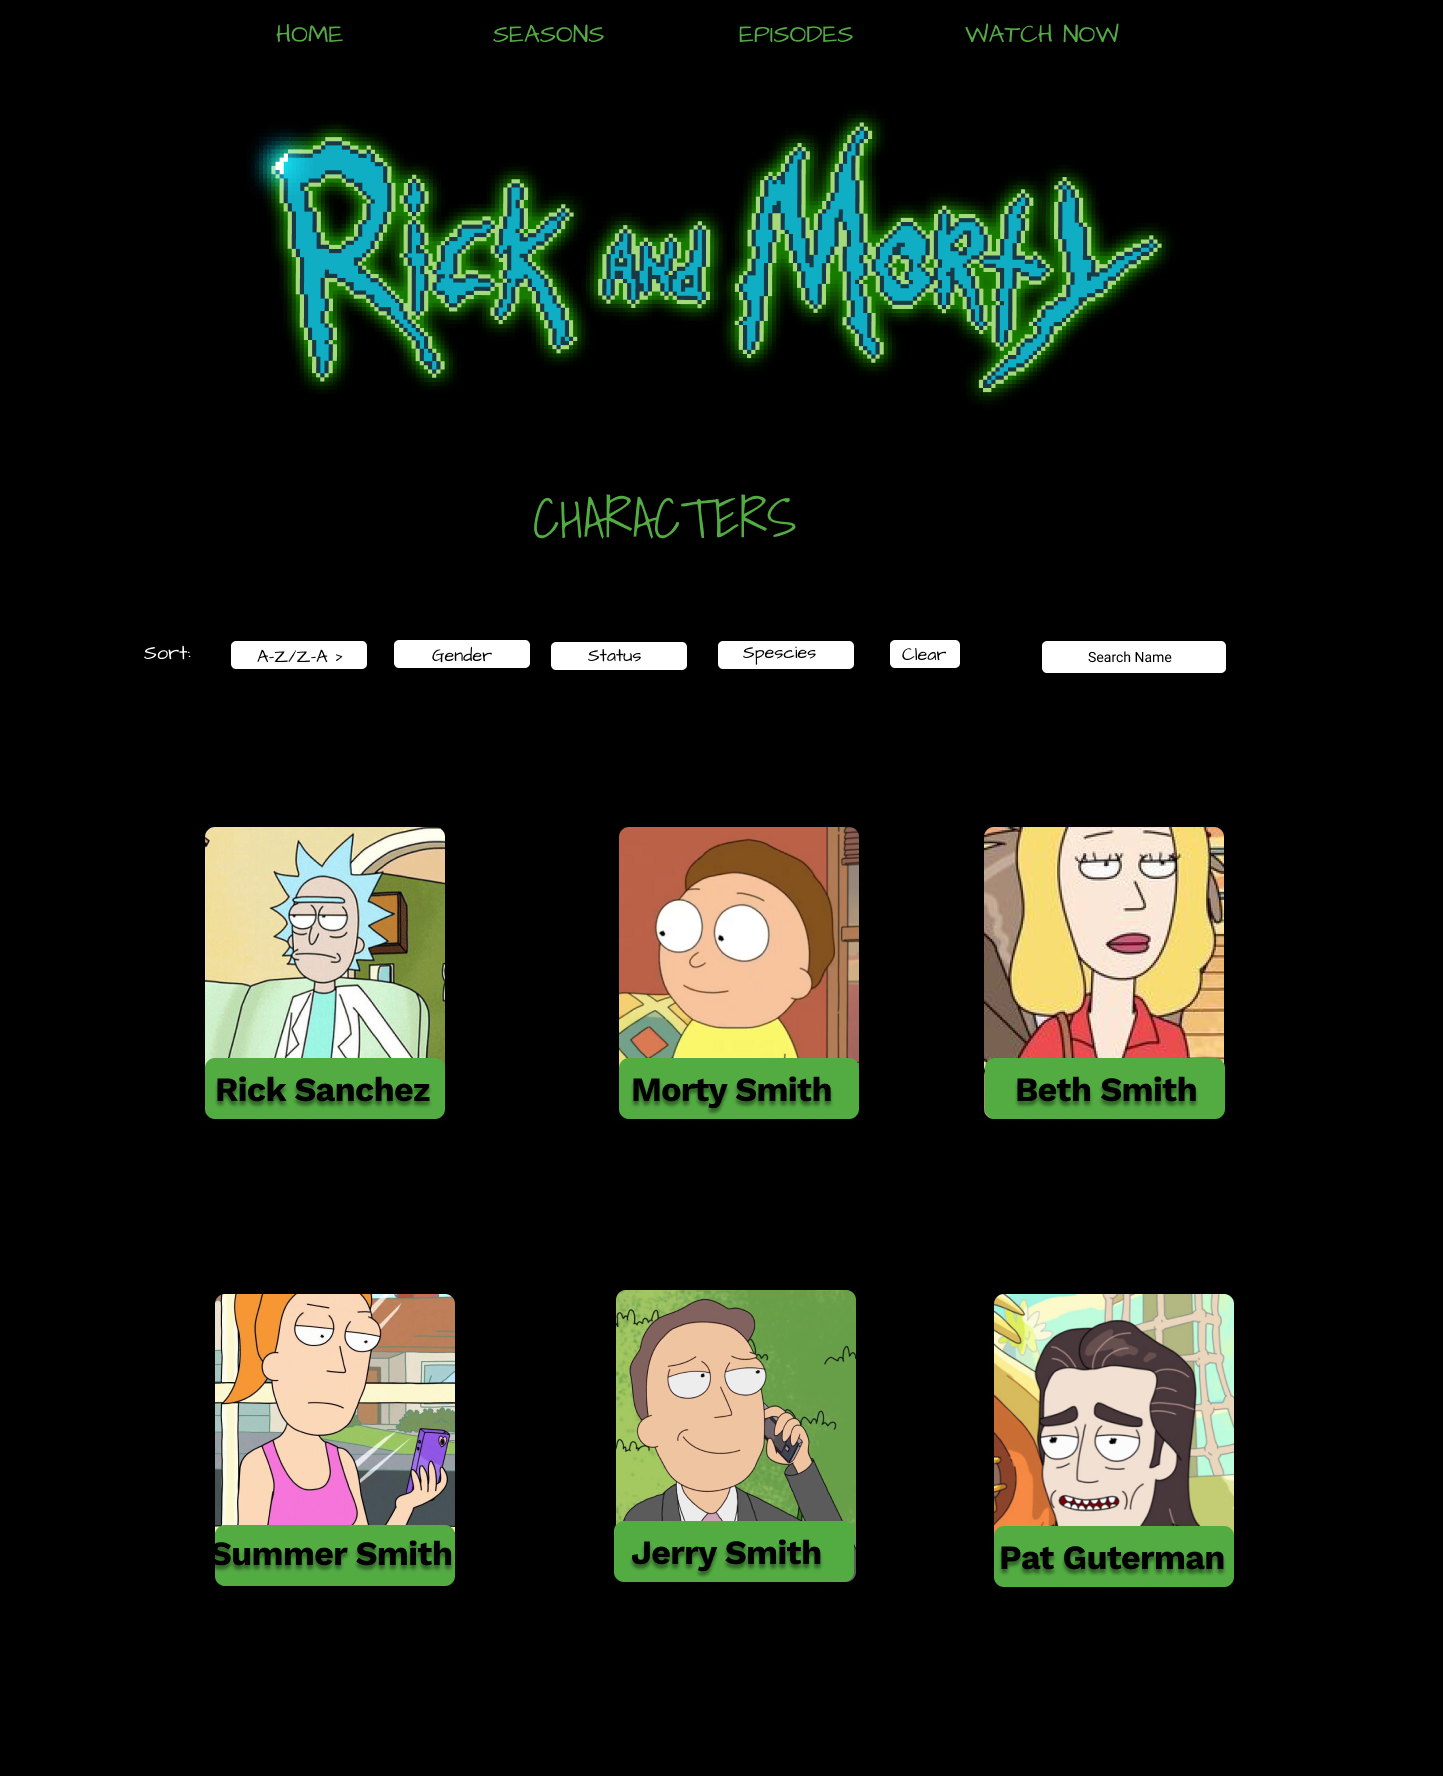 HOME SEASONS EPISODES WATCH NOW
Rick and Morty
CHARACTERS
Sort: A-Z/Z-A > Gender Status Spescies Clear Search Name
Rick Sanchez Morty Smith Beth Smith
Summer Smith Jerry Smith Pat Guterman